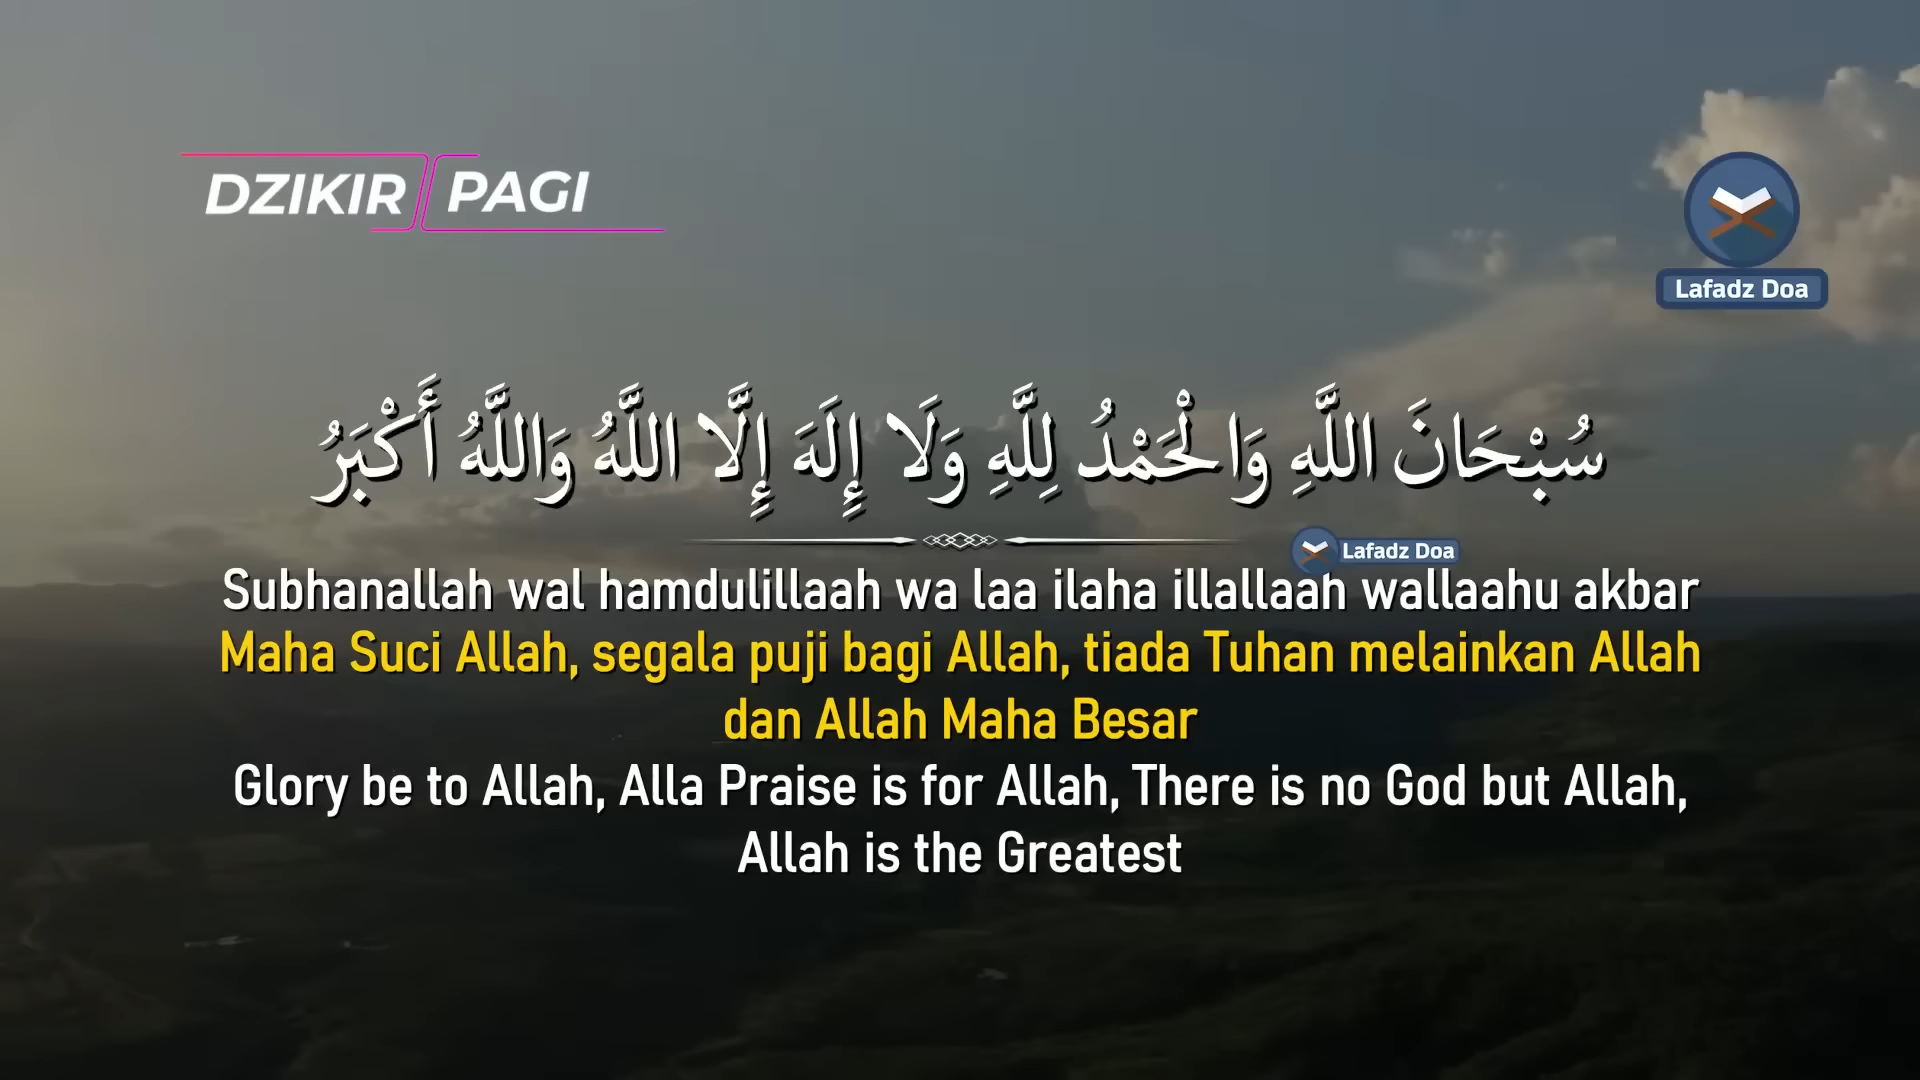 DZIKIR PAGI
Lafadz Doa
سُبْحَانَ اللَّهِ وَالْحَمْدُ لِلَّهِ وَلَا إِلَهَ إِلَّا اللَّهُ وَاللَّهُ أَكْبَرُ
Lafadz Doa
Subhanallah wal hamdulillaah wa laa ilaha illallaah wallaahu akbar
Maha Suci Allah, segala puji bagi Allah, tiada Tuhan melainkan Allah
dan Allah Maha Besar
Glory be to Allah, Alla Praise is for Allah, There is no God but Allah,
Allah is the Greatest